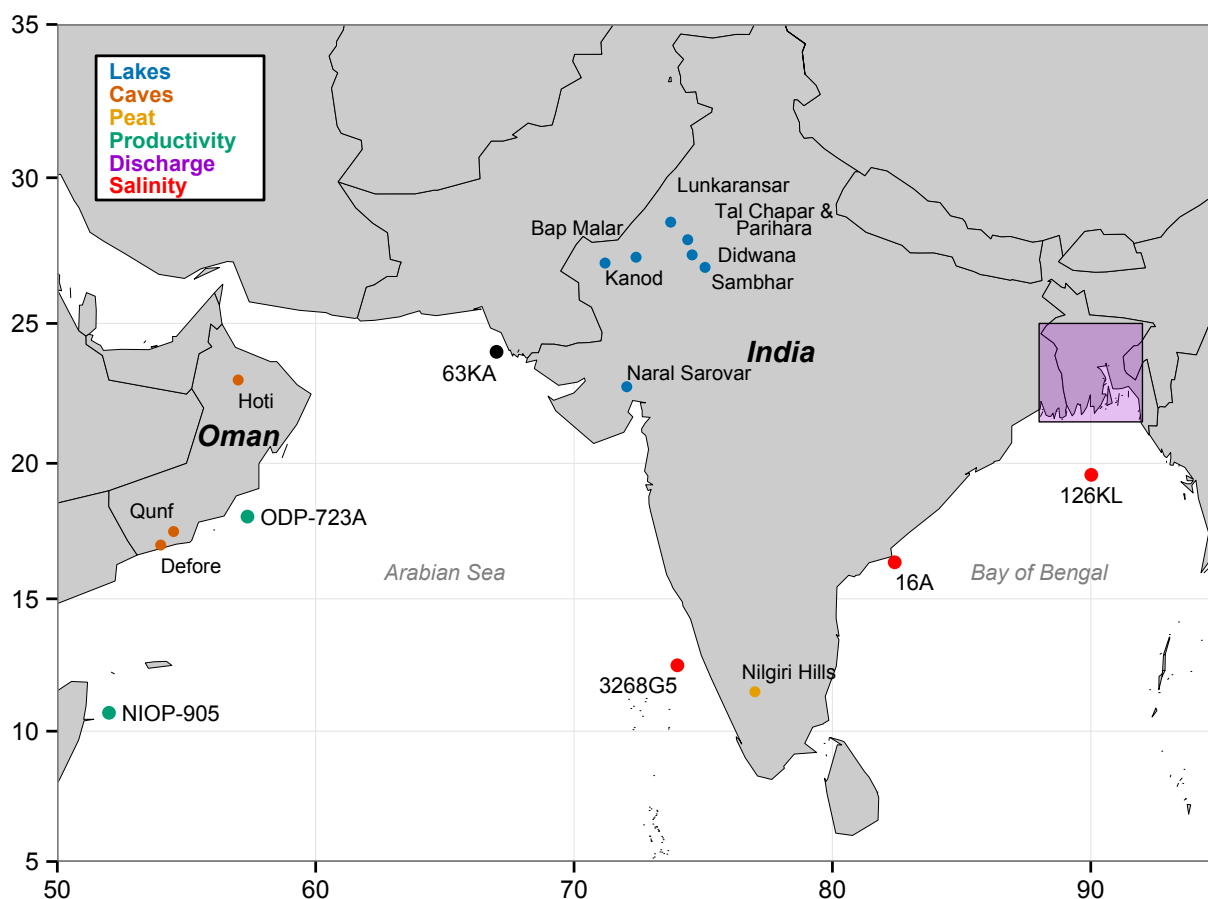 35
30
25
20
15
10
5
50
60
70
80
90
Lakes
Caves
Peat
Productivity
Discharge
Salinity
Lunkaransar
Tal Chapar &
Parihara
Bap Malar
Didwana
Kanod
Sambhar
India
63KA
Naral Sarovar
Hoti
Oman
126KL
Qunf
ODP-723A
Defore
Arabian Sea
16A
Bay of Bengal
3268G5
Nilgiri Hills
NIOP-905